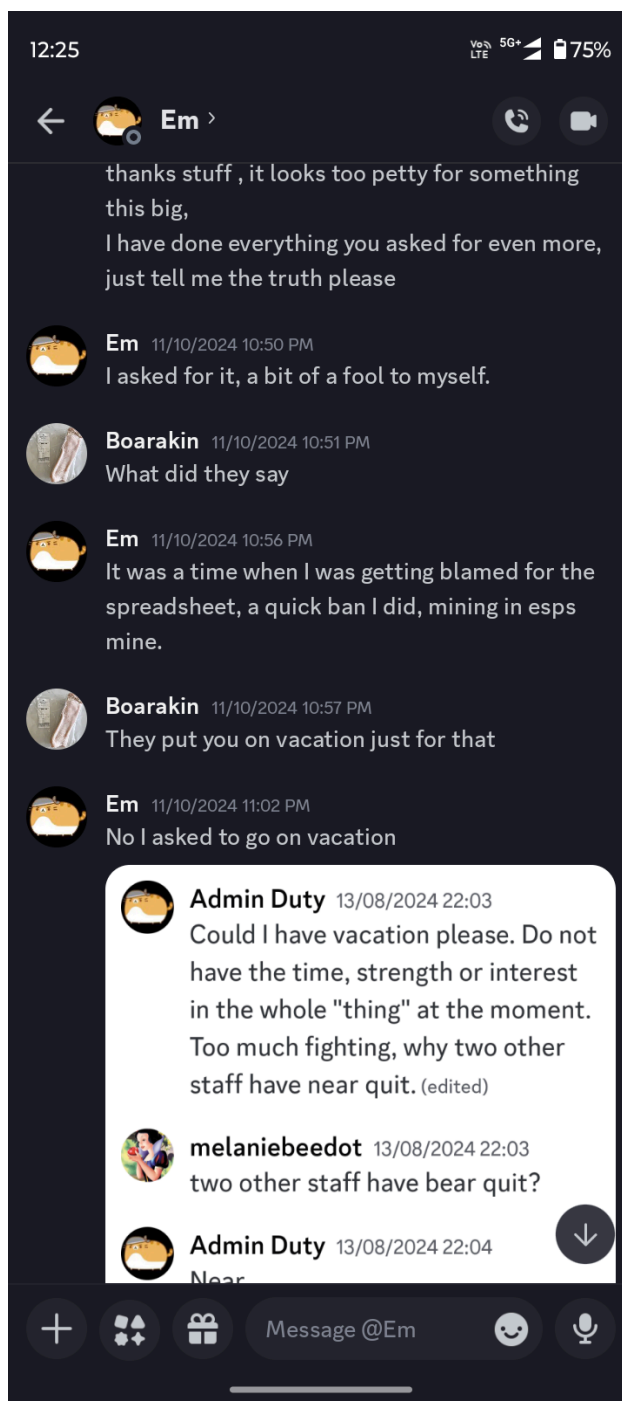 12:25
Vo))
LTE
5G+
75%
Em
thanks stuff , it looks too petty for something
this big,
I have done everything you asked for even more,
just tell me the truth please
Em 11/10/2024 10:50 PM
I asked for it, a bit of a fool to myself.
Boarakin 11/10/2024 10:51 PM
What did they say
Em 11/10/2024 10:56 PM
It was a time when I was getting blamed for the
spreadsheet, a quick ban I did, mining in esps
mine.
Boarakin 11/10/2024 10:57 PM
They put you on vacation just for that
Em 11/10/2024 11:02 PM
No I asked to go on vacation
Admin Duty 13/08/2024 22:03
Could I have vacation please. Do not
have the time, strength or interest
in the whole "thing" at the moment.
Too much fighting, why two other
staff have near quit. (edited)
melaniebeedot 13/08/2024 22:03
two other staff have bear quit?
Admin Duty 13/08/2024 22:04
Near
Message @Em